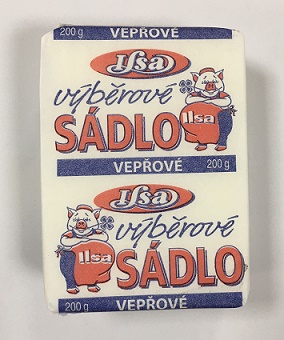 200 g VEPŘOVÉ
Ilsa
výběrové
SÁDLO
Ilsa
VEPŘOVÉ 200 g
Ilsa
výběrové
Ilsa
SÁDLO
200 g VEPŘOVÉ